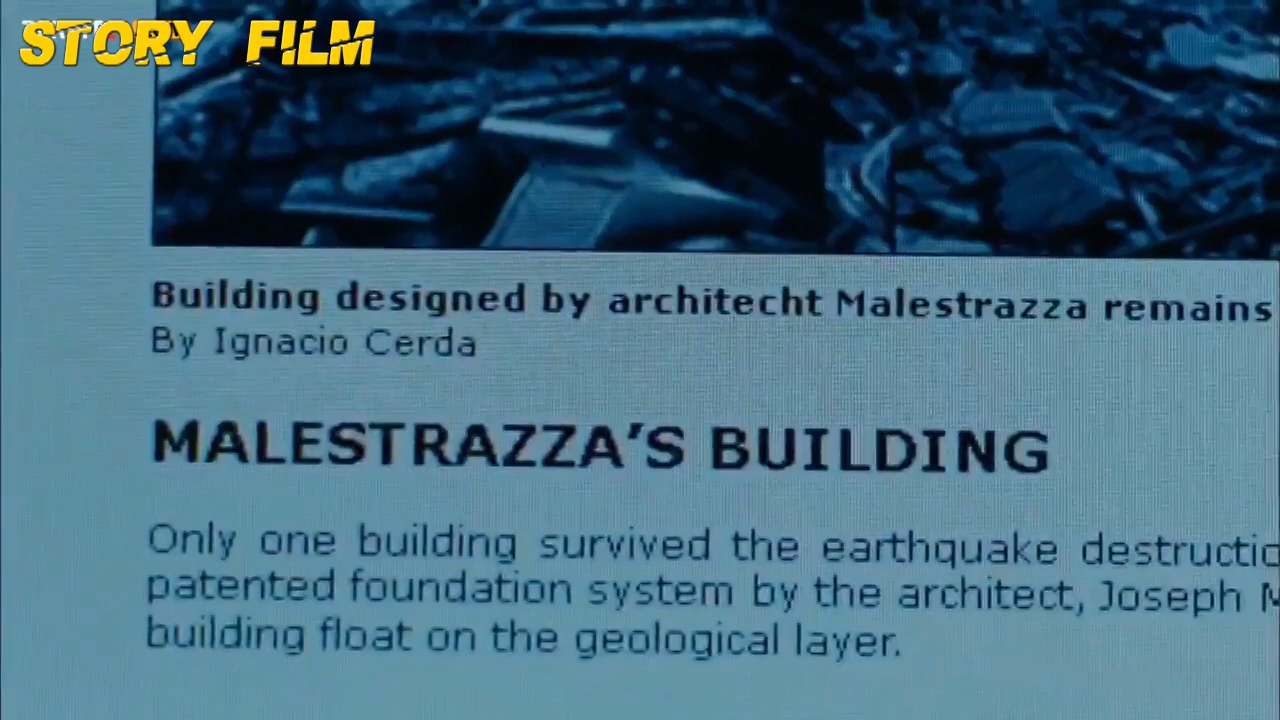 STORY FILM
Building designed by architecht Malestrazza remains
By Ignacio Cerda
MALESTRAZZA’S BUILDING
Only one building survived the earthquake destructio
patented foundation system by the architect, Joseph M
building float on the geological layer.